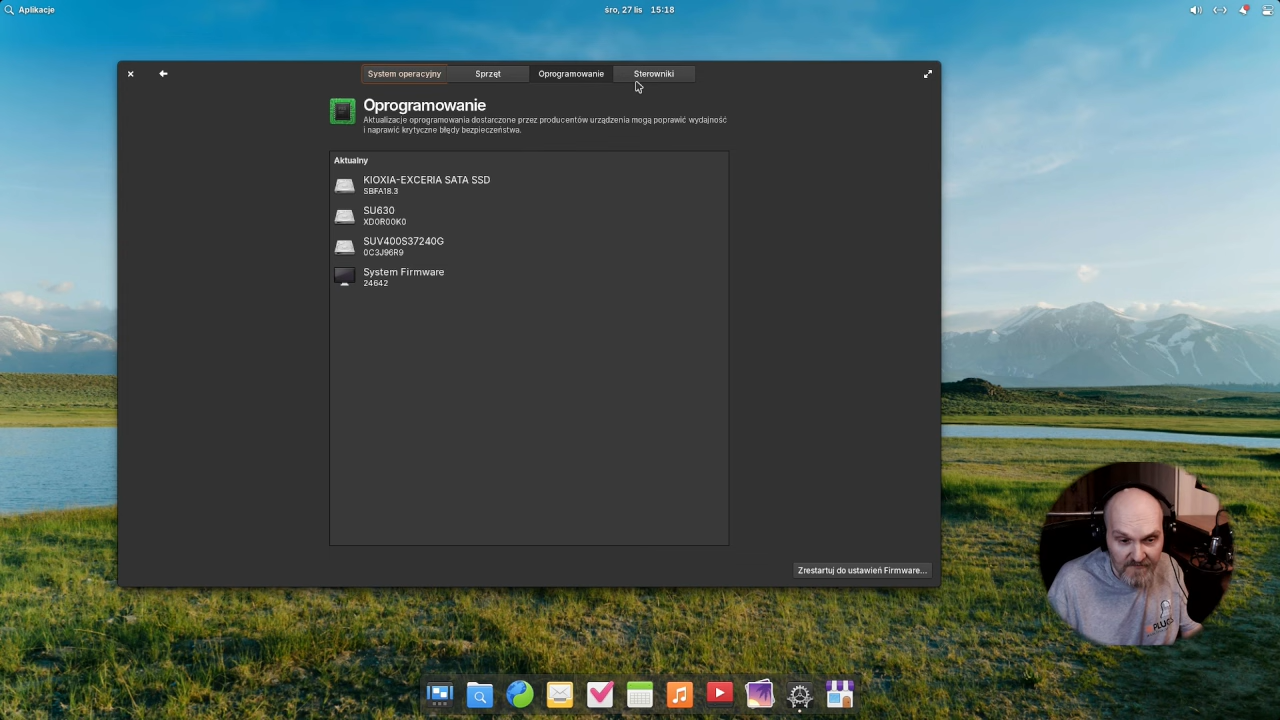 Aplikacje
śro, 27 lis 15:18
System operacyjny
Sprzęt
Oprogramowanie
Sterowniki
Oprogramowanie
Aktualizacje oprogramowania dostarczone przez producentów urządzenia mogą poprawić wydajność
i naprawić krytyczne błędy bezpieczeństwa.
Aktualny
KIOXIA-EXCERIA SATA SSD
SBFA18.3
SU630
XD0R00K0
SUV400S37240G
0C3J96R9
System Firmware
24642
Zrestartuj do ustawień Firmware...